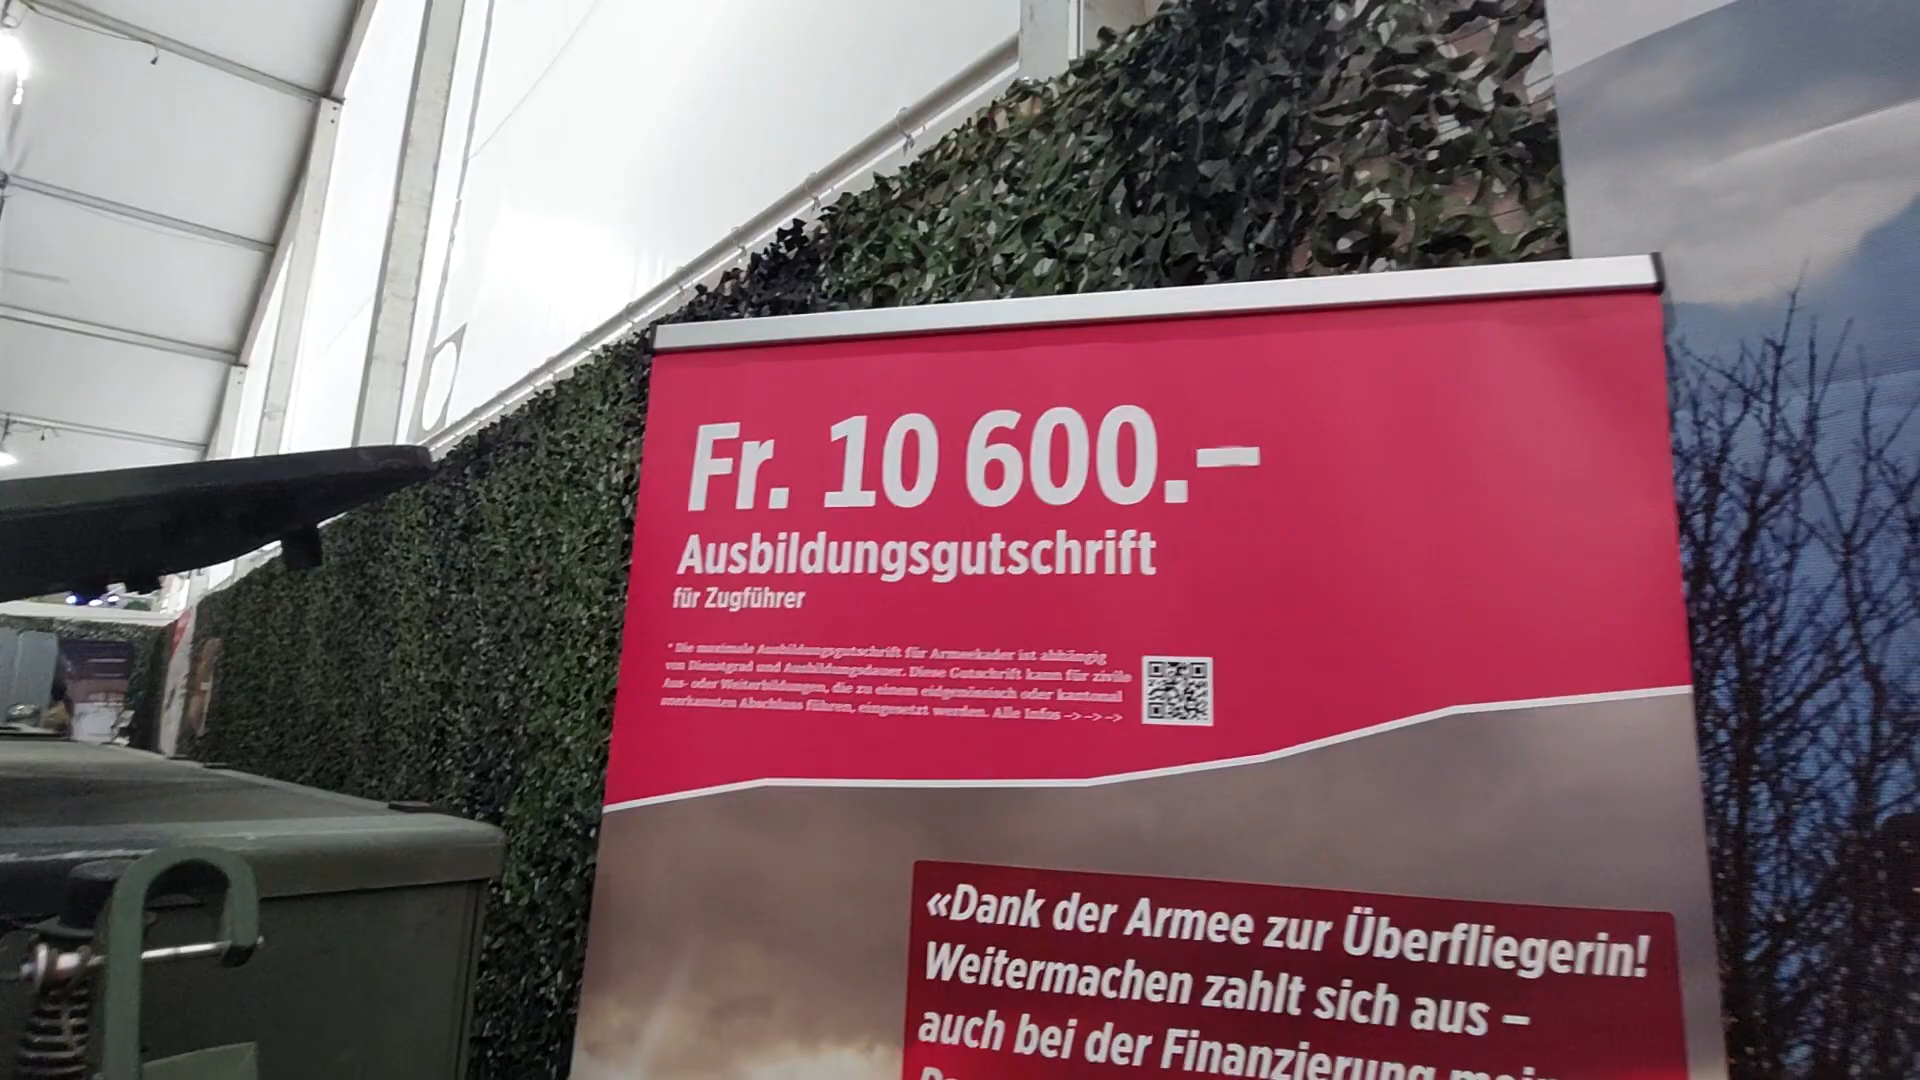 Fr. 10 600.–
Ausbildungsgutschrift
für Zugführer
* Die maximale Ausbildungsgutschrift für Armeekader ist abhängig
von Dienstgrad und Ausbildungsdauer. Diese Gutschrift kann für zivile
Aus- oder Weiterbildungen, die zu einem eidgenössisch oder kantonal
anerkannten Abschluss führen, eingesetzt werden. Alle Infos –> –> –>
«Dank der Armee zur Überfliegerin!
Weitermachen zahlt sich aus –
auch bei der Finanzierung